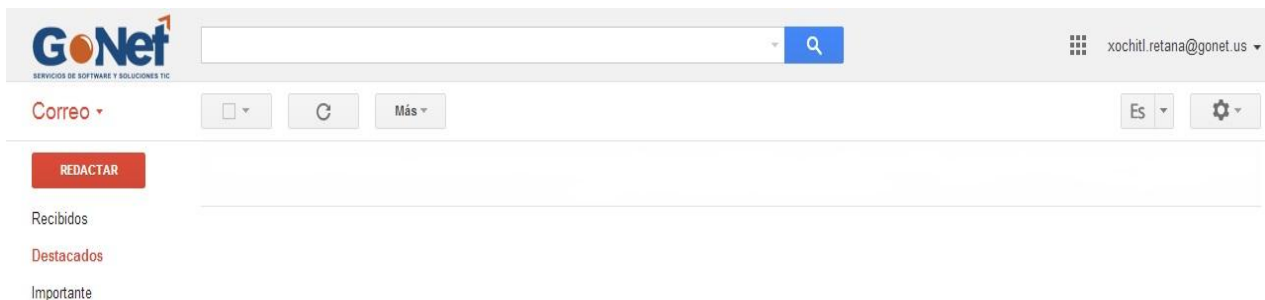 GoNet
SERVICIOS DE SOFTWARE Y SOLUCIONES TIC
xochitl.retana@gonet.us
Correo
Más
Es
REDACTAR
Recibidos
Destacados
Importante